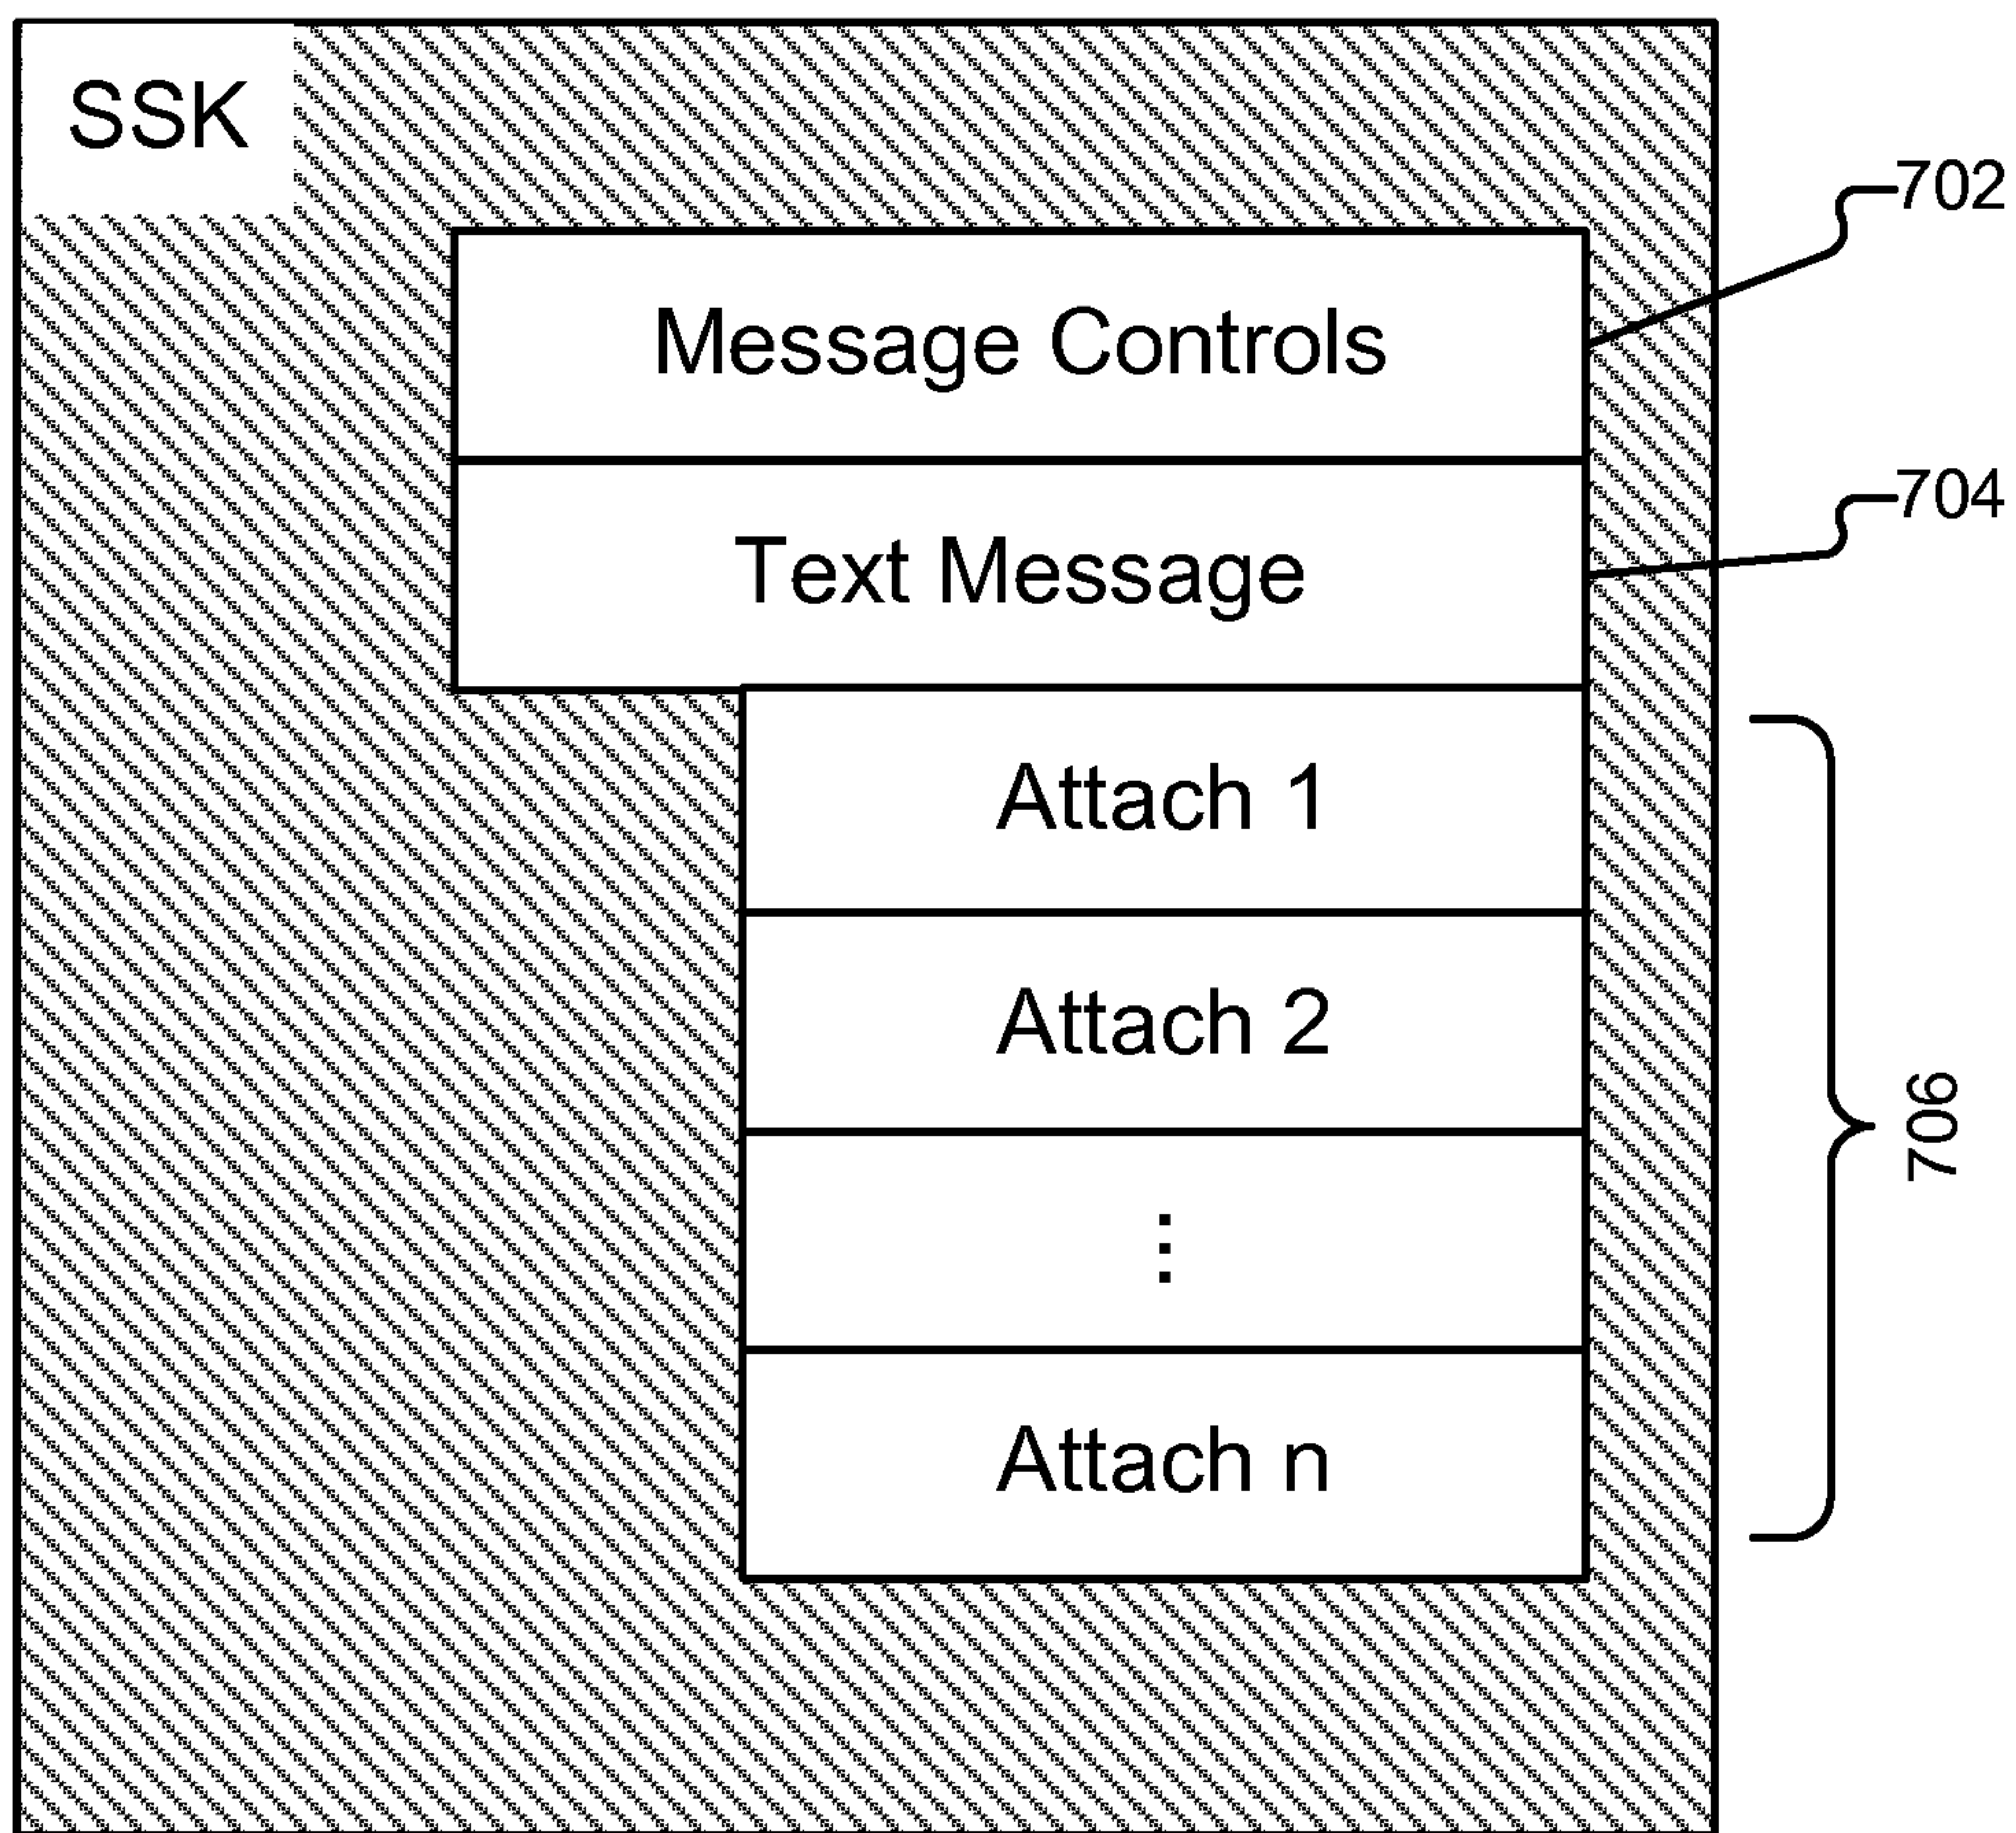 SSK
702
Message Controls
704
Text Message
Attach 1
Attach 2
706
⋮
Attach n